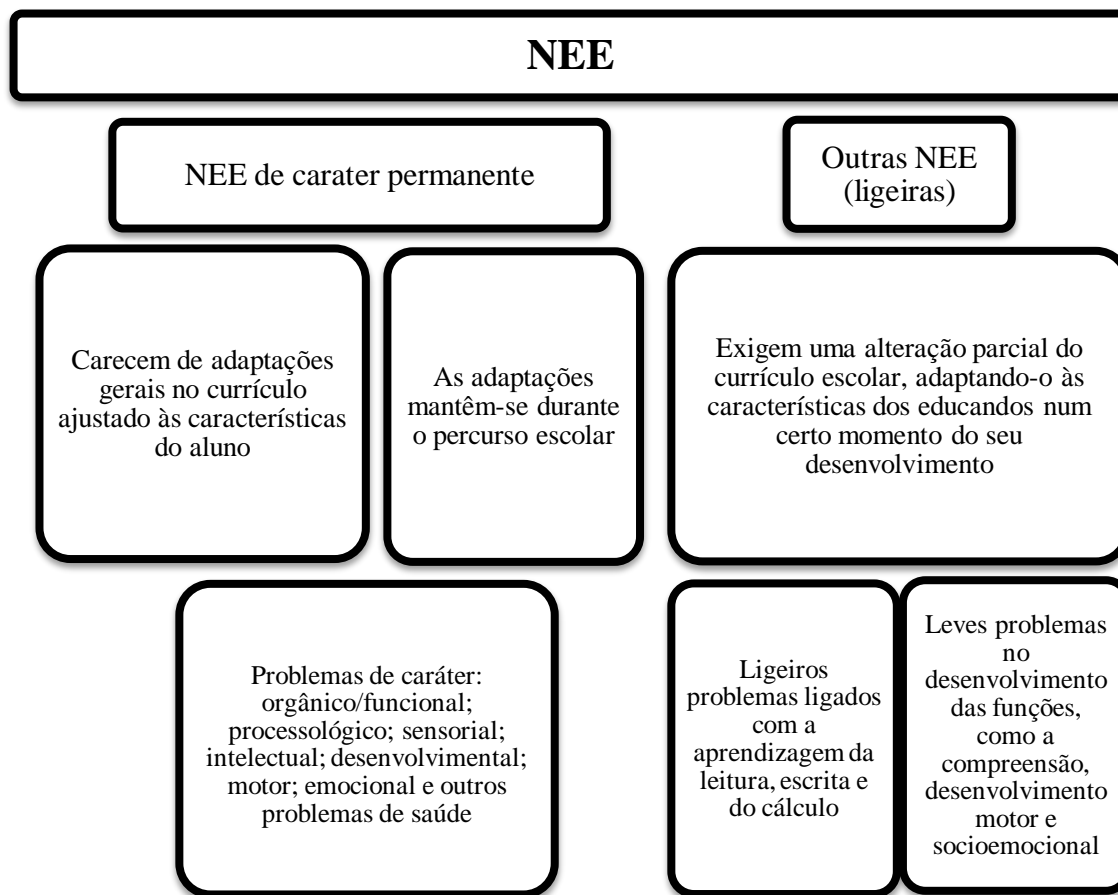 NEE
NEE de carater permanente
Outras NEE
(ligeiras)
Carecem de adaptações
gerais no currículo
ajustado às características
do aluno
As adaptações
mantêm-se durante
o percurso escolar
Exigem uma alteração parcial do
currículo escolar, adaptando-o às
características dos educandos num
certo momento do seu
desenvolvimento
Problemas de caráter:
orgânico/funcional;
processológico; sensorial;
intelectual; desenvolvimental;
motor; emocional e outros
problemas de saúde
Ligeiros
problemas ligados
com a
aprendizagem da
leitura, escrita e
do cálculo
Leves problemas
no
desenvolvimento
das funções,
como a
compreensão,
desenvolvimento
motor e
socioemocional